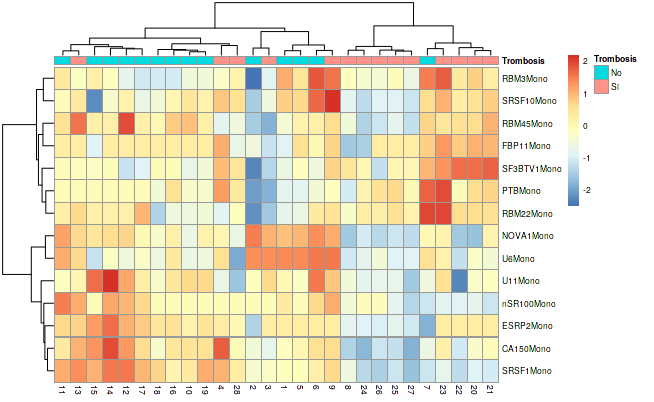 Trombosis
RBM3Mono
SRSF10Mono
RBM45Mono
FBP11Mono
SF3BTV1Mono
PTBMono
RBM22Mono
NOVA1Mono
U6Mono
U11Mono
nSR100Mono
ESRP2Mono
CA150Mono
SRSF1Mono
11 13 15 14 12 17 18 16 10 19 4 28 2 3 1 5 6 9 8 24 26 25 27 7 23 22 20 21
2
1
0
-1
-2
Trombosis
No
SI